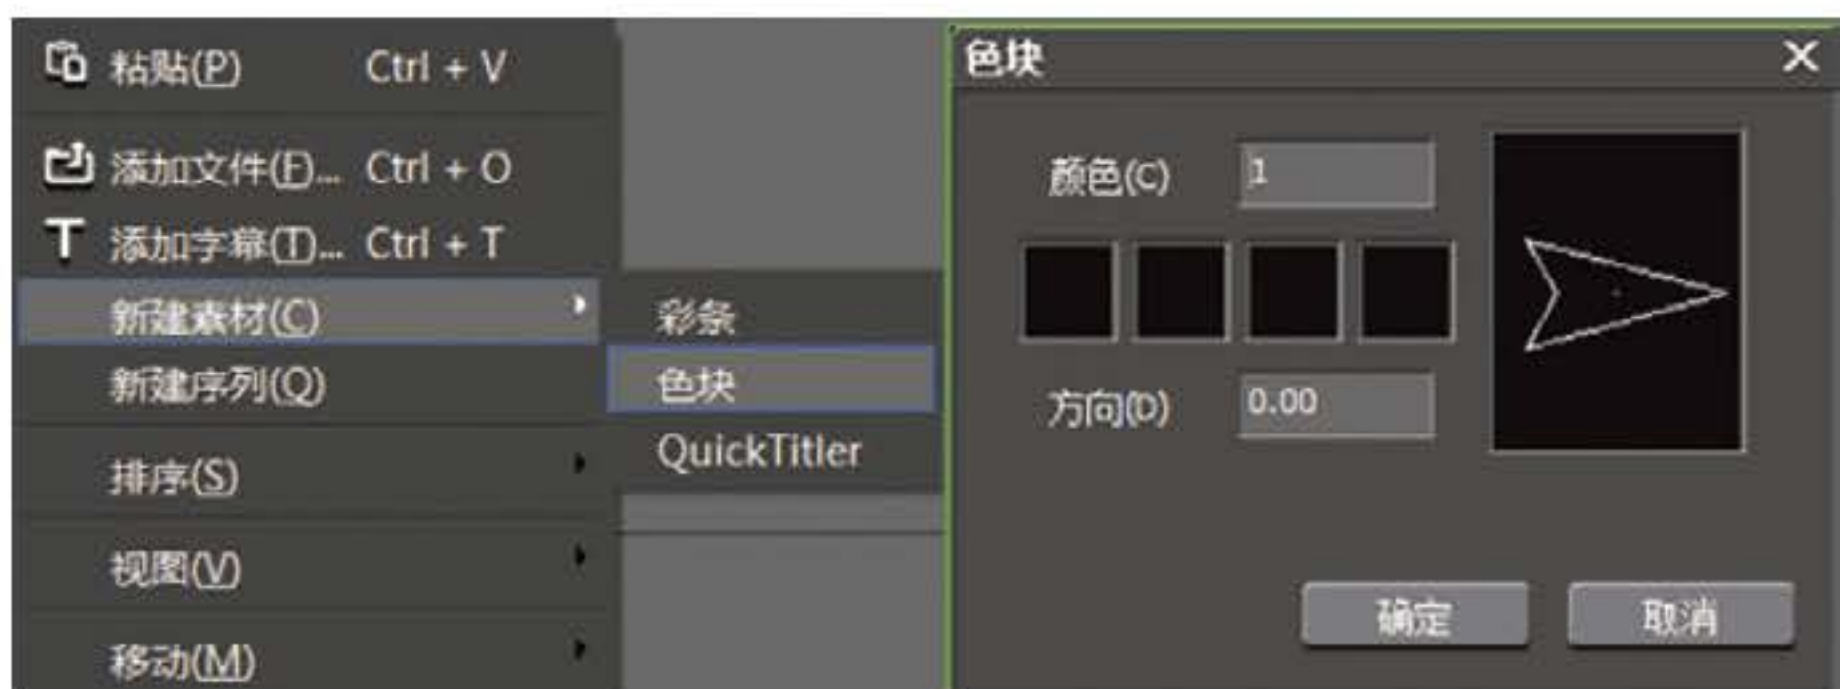 粘贴(P) Ctrl + V
添加文件(F)... Ctrl + O
添加字幕(T)... Ctrl + T
新建素材(C)
新建序列(Q)
排序(S)
视图(V)
移动(M)
彩条
色块
QuickTitler
色块
颜色(C) 1
方向(D) 0.00
确定 取消